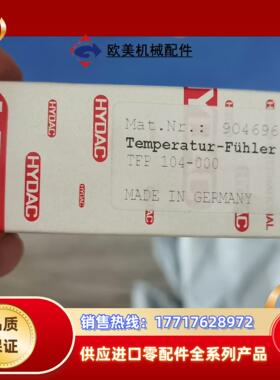 欧美机械配件
HYDAC
HYDAC
HYDAC
Mat.Nr.: 904696
Temperatur-Fühler
TFP 104-000
MADE IN GERMANY
品质
保证
销售热线:17717628972
供应进口零配件全系列产品